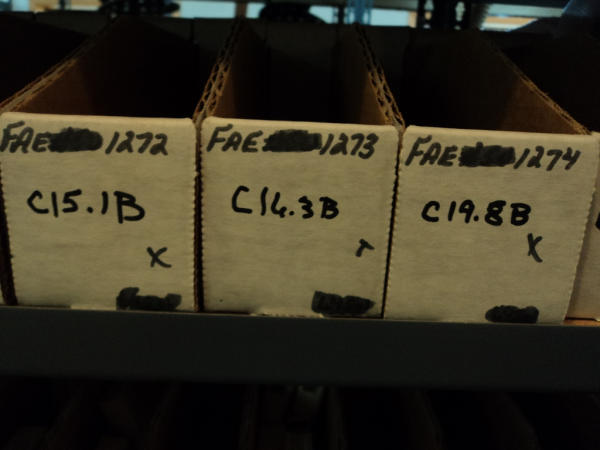 FAE 1272
C15.1B
X
FAE 1273
C14.3B
FAE 1274
C19.8B
X